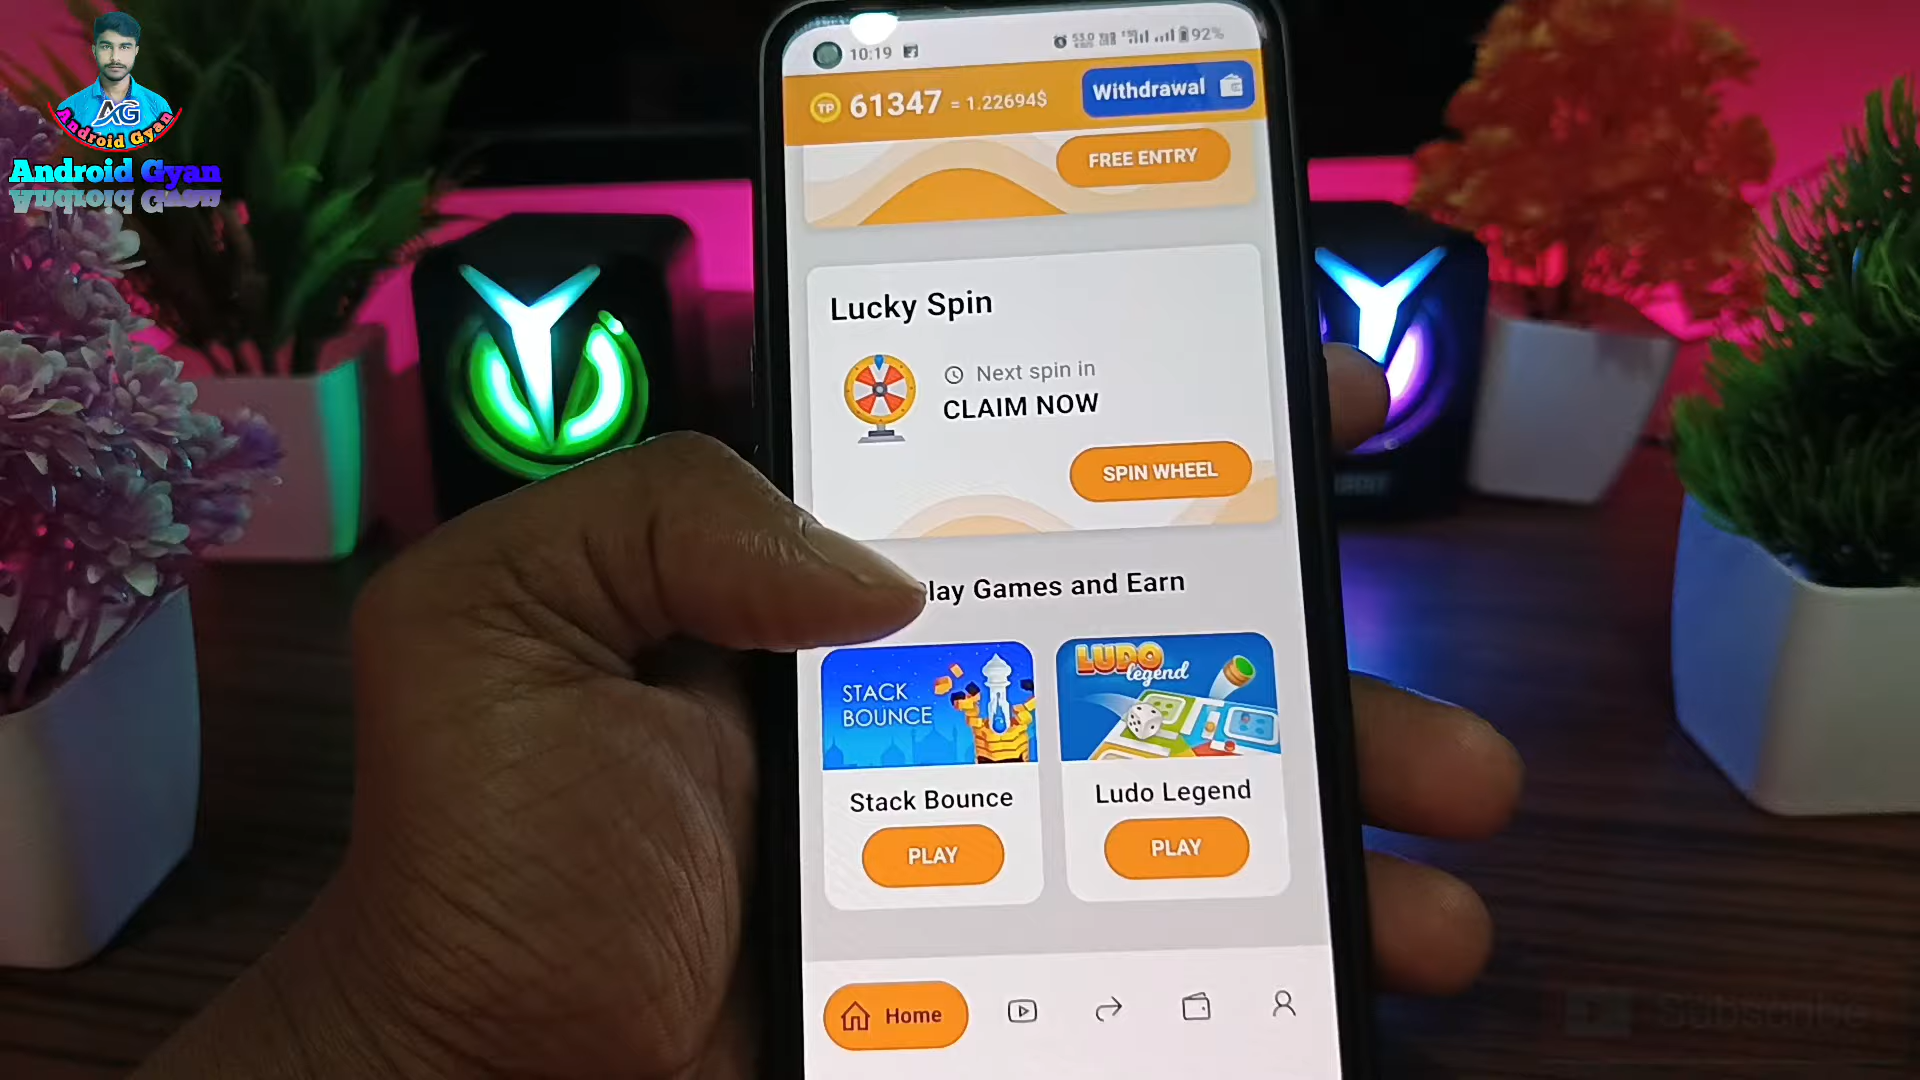 AG
Android Gyan
Android Gyan
10:19
92%
TP 61347 = 1.22694$
Withdrawal
FREE ENTRY
Lucky Spin
Next spin in
CLAIM NOW
SPIN WHEEL
lay Games and Earn
STACK
BOUNCE
LUDO
legend
Stack Bounce
Ludo Legend
PLAY
PLAY
Home
Subscribe